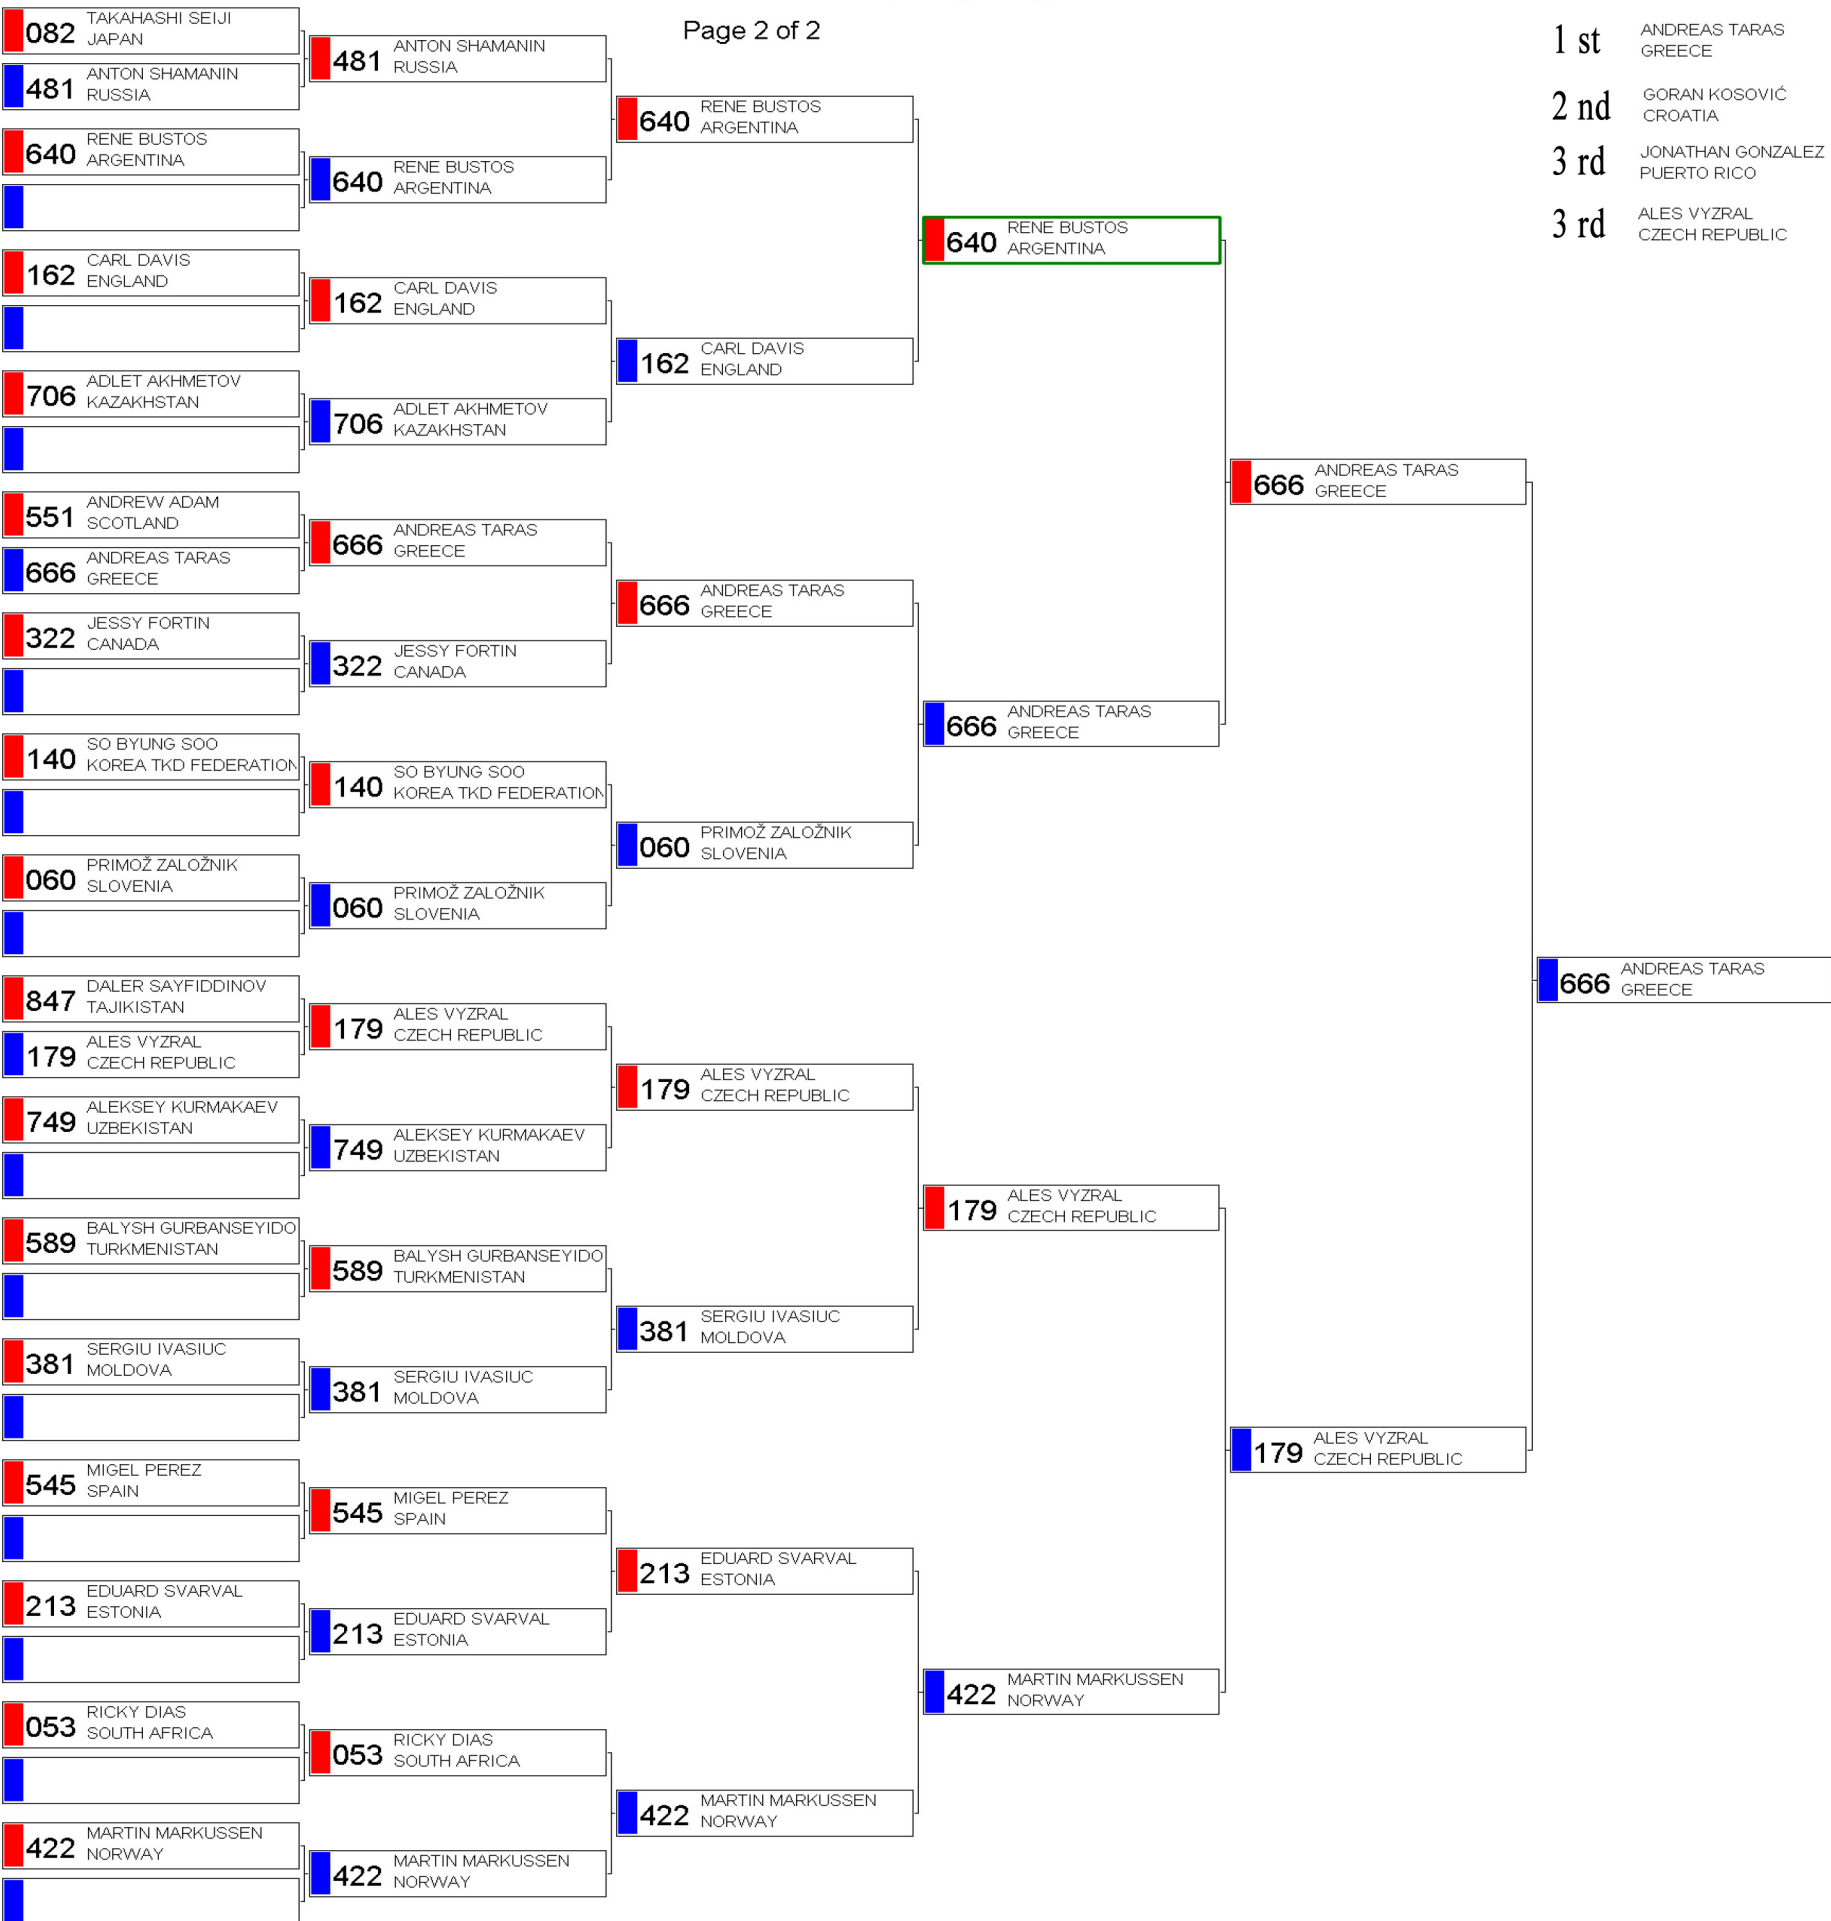 Page 2 of 2
1 st
ANDREAS TARAS
GREECE
2 nd
GORAN KOSOVIĆ
CROATIA
3 rd
JONATHAN GONZALEZ
PUERTO RICO
3 rd
ALES VYZRAL
CZECH REPUBLIC
082
TAKAHASHI SEIJI
JAPAN
481
ANTON SHAMANIN
RUSSIA
640
RENE BUSTOS
ARGENTINA
162
CARL DAVIS
ENGLAND
706
ADLET AKHMETOV
KAZAKHSTAN
551
ANDREW ADAM
SCOTLAND
666
ANDREAS TARAS
GREECE
322
JESSY FORTIN
CANADA
140
SO BYUNG SOO
KOREA TKD FEDERATION
060
PRIMOŽ ZALOŽNIK
SLOVENIA
847
DALER SAYFIDDINOV
TAJIKISTAN
179
ALES VYZRAL
CZECH REPUBLIC
749
ALEKSEY KURMAKAEV
UZBEKISTAN
589
BALYSH GURBANSEYIDO
TURKMENISTAN
381
SERGIU IVASIUC
MOLDOVA
545
MIGEL PEREZ
SPAIN
213
EDUARD SVARVAL
ESTONIA
053
RICKY DIAS
SOUTH AFRICA
422
MARTIN MARKUSSEN
NORWAY
481
ANTON SHAMANIN
RUSSIA
640
RENE BUSTOS
ARGENTINA
162
CARL DAVIS
ENGLAND
706
ADLET AKHMETOV
KAZAKHSTAN
666
ANDREAS TARAS
GREECE
322
JESSY FORTIN
CANADA
140
SO BYUNG SOO
KOREA TKD FEDERATION
060
PRIMOŽ ZALOŽNIK
SLOVENIA
179
ALES VYZRAL
CZECH REPUBLIC
749
ALEKSEY KURMAKAEV
UZBEKISTAN
589
BALYSH GURBANSEYIDO
TURKMENISTAN
381
SERGIU IVASIUC
MOLDOVA
545
MIGEL PEREZ
SPAIN
213
EDUARD SVARVAL
ESTONIA
053
RICKY DIAS
SOUTH AFRICA
422
MARTIN MARKUSSEN
NORWAY
640
RENE BUSTOS
ARGENTINA
162
CARL DAVIS
ENGLAND
666
ANDREAS TARAS
GREECE
060
PRIMOŽ ZALOŽNIK
SLOVENIA
179
ALES VYZRAL
CZECH REPUBLIC
381
SERGIU IVASIUC
MOLDOVA
213
EDUARD SVARVAL
ESTONIA
422
MARTIN MARKUSSEN
NORWAY
640
RENE BUSTOS
ARGENTINA
666
ANDREAS TARAS
GREECE
179
ALES VYZRAL
CZECH REPUBLIC
422
MARTIN MARKUSSEN
NORWAY
666
ANDREAS TARAS
GREECE
179
ALES VYZRAL
CZECH REPUBLIC
666
ANDREAS TARAS
GREECE